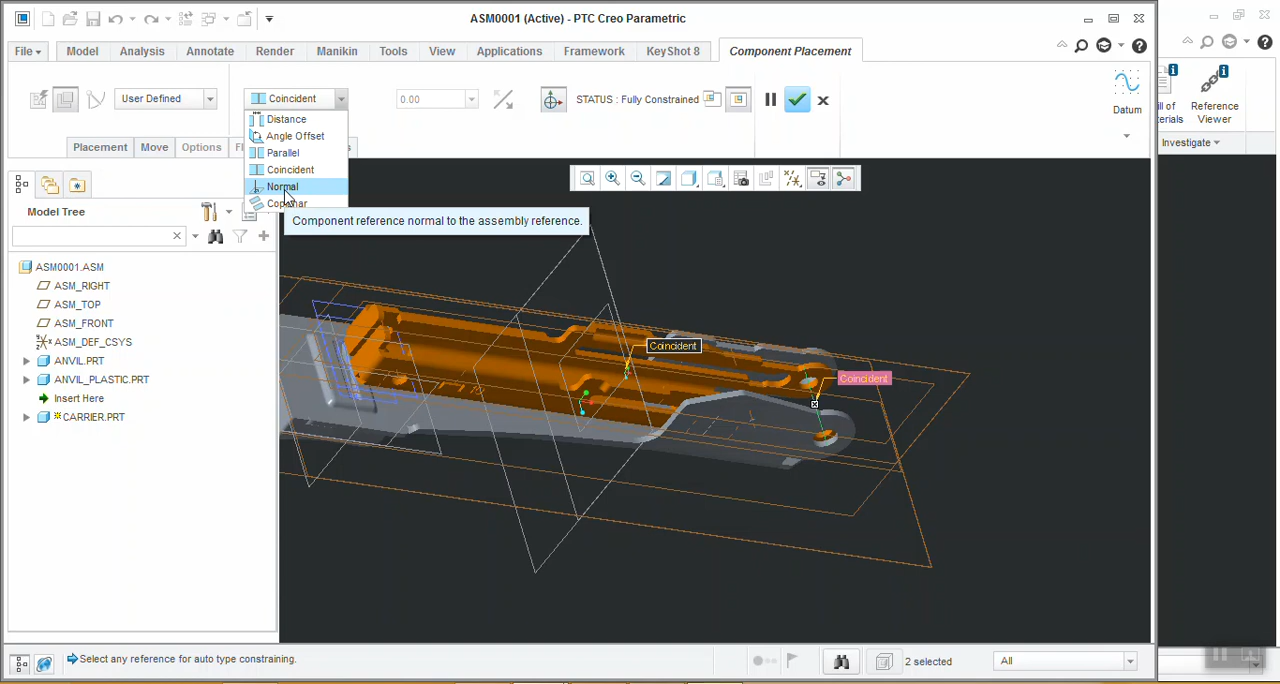 ASM0001 (Active) - PTC Creo Parametric
File
Model
Analysis
Annotate
Render
Manikin
Tools
View
Applications
Framework
KeyShot 8
Component Placement
User Defined
Coincident
0.00
STATUS : Fully Constrained
Datum
Reference
Viewer
Investigate
Placement
Move
Options
Distance
Angle Offset
Parallel
Coincident
Normal
Component reference normal to the assembly reference.
Model Tree
ASM0001.ASM
ASM_RIGHT
ASM_TOP
ASM_FRONT
ASM_DEF_CSYS
ANVIL.PRT
ANVIL_PLASTIC.PRT
Insert Here
CARRIER.PRT
Coincident
Coincident
Select any reference for auto type constraining.
2 selected
All